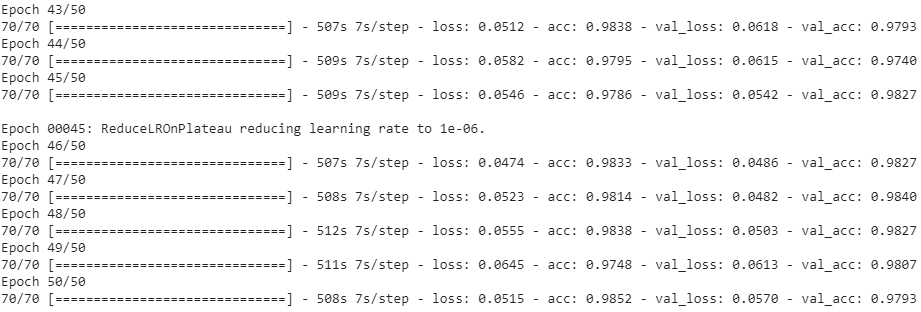 Epoch 43/50
70/70 [==============================] - 507s 7s/step - loss: 0.0512 - acc: 0.9838 - val_loss: 0.0618 - val_acc: 0.9793
Epoch 44/50
70/70 [==============================] - 509s 7s/step - loss: 0.0582 - acc: 0.9795 - val_loss: 0.0615 - val_acc: 0.9740
Epoch 45/50
70/70 [==============================] - 509s 7s/step - loss: 0.0546 - acc: 0.9786 - val_loss: 0.0542 - val_acc: 0.9827
Epoch 00045: ReduceLROnPlateau reducing learning rate to 1e-06.
Epoch 46/50
70/70 [==============================] - 507s 7s/step - loss: 0.0474 - acc: 0.9833 - val_loss: 0.0486 - val_acc: 0.9827
Epoch 47/50
70/70 [==============================] - 508s 7s/step - loss: 0.0523 - acc: 0.9814 - val_loss: 0.0482 - val_acc: 0.9840
Epoch 48/50
70/70 [==============================] - 512s 7s/step - loss: 0.0555 - acc: 0.9838 - val_loss: 0.0503 - val_acc: 0.9827
Epoch 49/50
70/70 [==============================] - 511s 7s/step - loss: 0.0645 - acc: 0.9748 - val_loss: 0.0613 - val_acc: 0.9807
Epoch 50/50
70/70 [==============================] - 508s 7s/step - loss: 0.0515 - acc: 0.9852 - val_loss: 0.0570 - val_acc: 0.9793